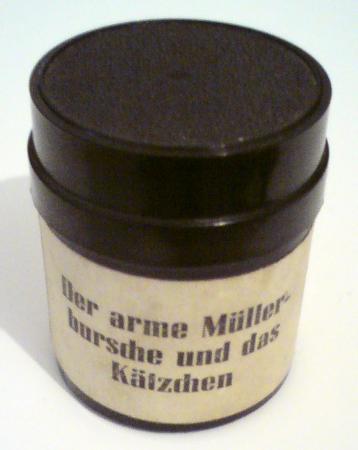 Der arme Müller-
bursche und das
Kätzchen